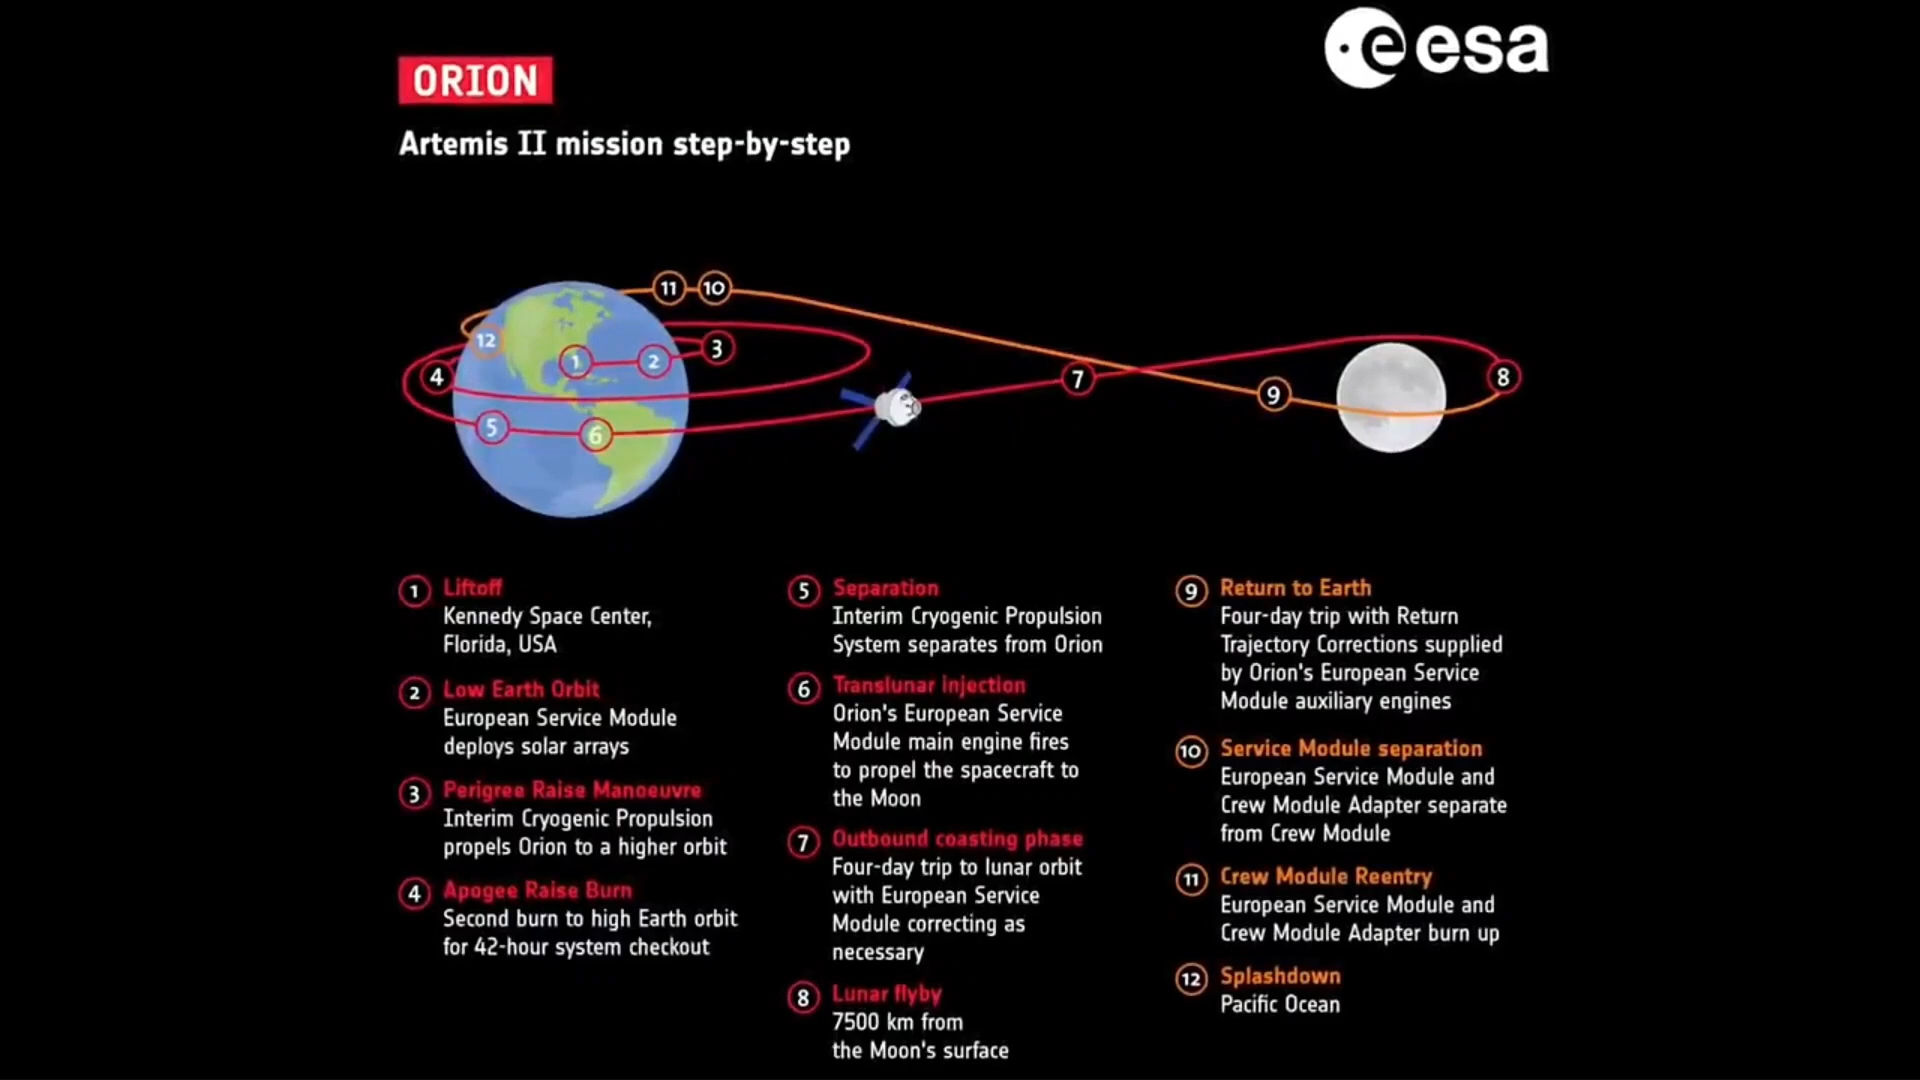 esa
ORION
Artemis II mission step-by-step
11
10
12
1
2
3
4
7
8
9
5
6
1 Liftoff
Kennedy Space Center,
Florida, USA
2 Low Earth Orbit
European Service Module
deploys solar arrays
3 Perigree Raise Manoeuvre
Interim Cryogenic Propulsion
propels Orion to a higher orbit
4 Apogee Raise Burn
Second burn to high Earth orbit
for 42-hour system checkout
5 Separation
Interim Cryogenic Propulsion
System separates from Orion
6 Translunar injection
Orion's European Service
Module main engine fires
to propel the spacecraft to
the Moon
7 Outbound coasting phase
Four-day trip to lunar orbit
with European Service
Module correcting as
necessary
8 Lunar flyby
7500 km from
the Moon's surface
9 Return to Earth
Four-day trip with Return
Trajectory Corrections supplied
by Orion's European Service
Module auxiliary engines
10 Service Module separation
European Service Module and
Crew Module Adapter separate
from Crew Module
11 Crew Module Reentry
European Service Module and
Crew Module Adapter burn up
12 Splashdown
Pacific Ocean